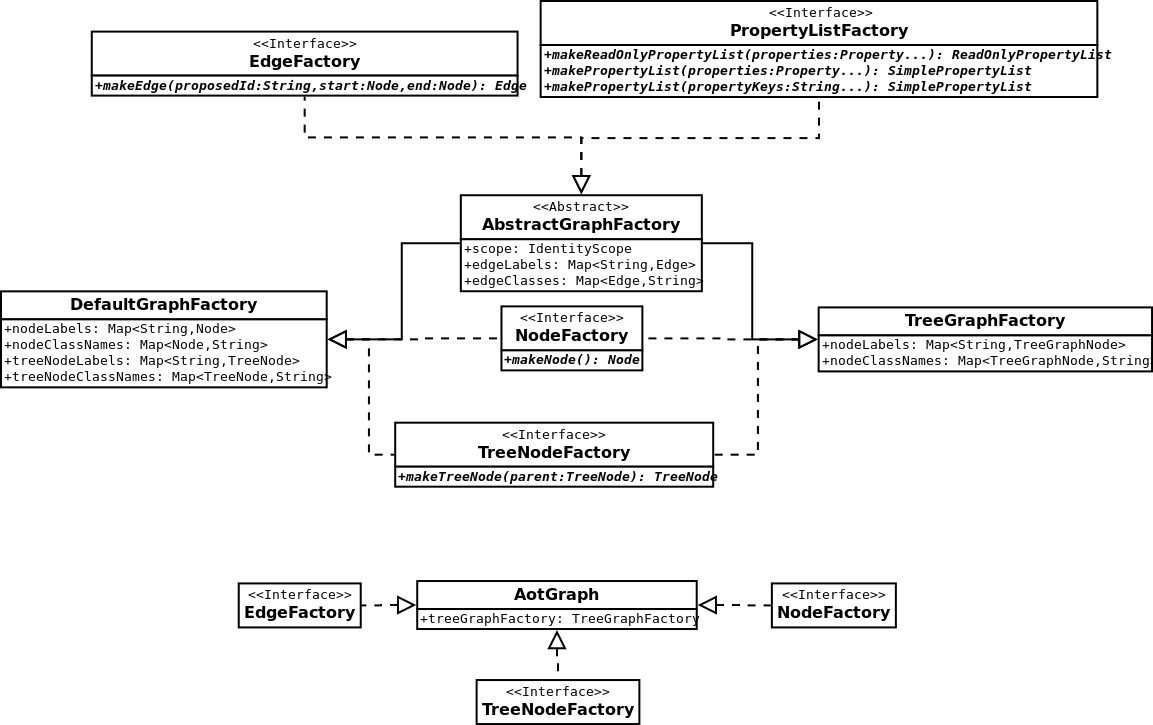 <<Interface>>
EdgeFactory
+makeEdge(proposedId:String,start:Node,end:Node): Edge
<<Interface>>
PropertyListFactory
+makeReadOnlyPropertyList(properties:Property...): ReadOnlyPropertyList
+makePropertyList(properties:Property...): SimplePropertyList
+makePropertyList(propertyKeys:String...): SimplePropertyList
<<Abstract>>
AbstractGraphFactory
+scope: IdentityScope
+edgeLabels: Map<String,Edge>
+edgeClasses: Map<Edge,String>
DefaultGraphFactory
+nodeLabels: Map<String,Node>
+nodeClassNames: Map<Node,String>
+treeNodeLabels: Map<String,TreeNode>
+treeNodeClassNames: Map<TreeNode,String>
<<Interface>>
NodeFactory
+makeNode(): Node
TreeGraphFactory
+nodeLabels: Map<String,TreeGraphNode>
+nodeClassNames: Map<TreeGraphNode,String>
<<Interface>>
TreeNodeFactory
+makeTreeNode(parent:TreeNode): TreeNode
<<Interface>>
EdgeFactory
AotGraph
+treeGraphFactory: TreeGraphFactory
<<Interface>>
NodeFactory
<<Interface>>
TreeNodeFactory